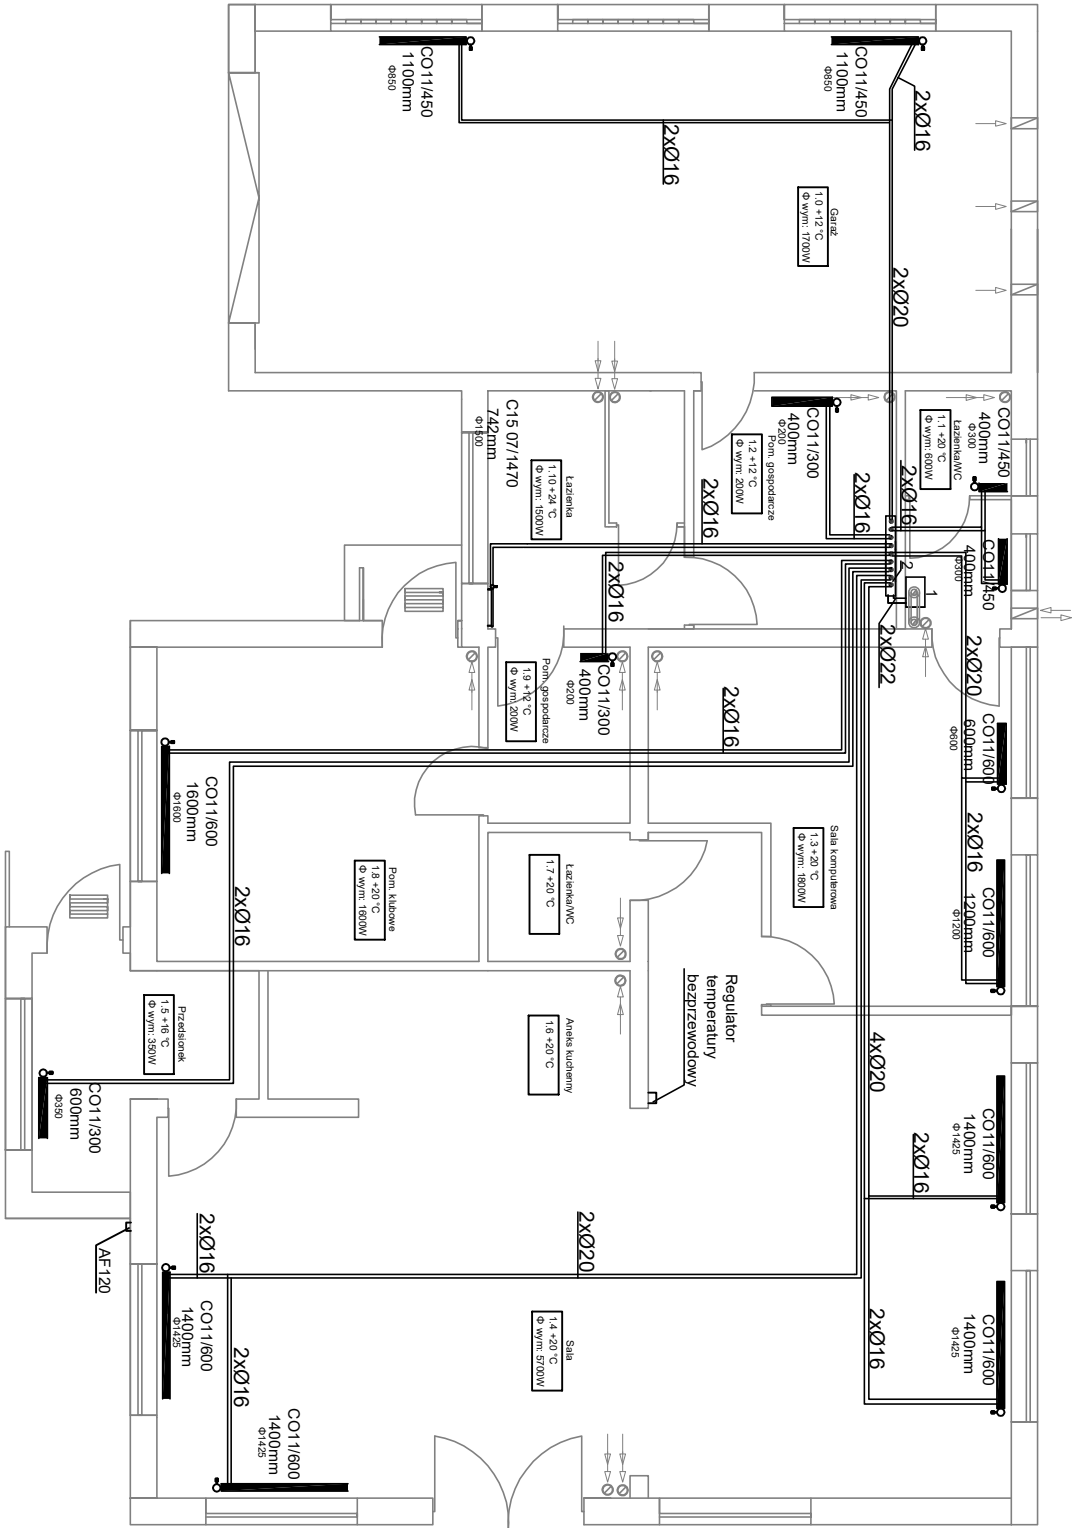 CO11/450
1100mm
Φ850
CO11/450
1100mm
Φ850
2xØ16
2xØ16
Garaż
1.0 +12 °C
Φ wym: 1700W
2xØ20
C15 07/1470
742mm
Φ1500
Łazienka
1.10 +24 °C
Φ wym: 1500W
2xØ16
CO11/300
400mm
Φ200
Pom. gospodarcze
1.2 +12 °C
Φ wym: 200W
2xØ16
2xØ16
Łazienka/WC
1.1 +20 °C
Φ wym: 600W
CO11/450
400mm
Φ300
CO11/450
400mm
Φ300
1
2
2xØ22
2xØ20
2xØ16
Pom. gospodarcze
1.9 +12 °C
Φ wym: 200W
CO11/300
400mm
Φ200
2xØ16
CO11/600
600mm
Φ600
CO11/600
1600mm
Φ1600
2xØ16
Pom. klubowe
1.8 +20 °C
Φ wym: 1600W
Łazienka/WC
1.7 +20 °C
Sala komputerowa
1.3 +20 °C
Φ wym: 1800W
2xØ16
CO11/600
1200mm
Φ1200
Regulator
temperatury
bezprzewodowy
Przedsionek
1.5 +16 °C
Φ wym: 350W
Aneks kuchenny
1.6 +20 °C
4xØ20
CO11/300
600mm
Φ350
CO11/600
1400mm
Φ1425
2xØ16
AF120
2xØ16
2xØ20
CO11/600
1400mm
Φ1425
2xØ16
Sala
1.4 +20 °C
Φ wym: 5700W
2xØ16
CO11/600
1400mm
Φ1425
CO11/600
1400mm
Φ1425